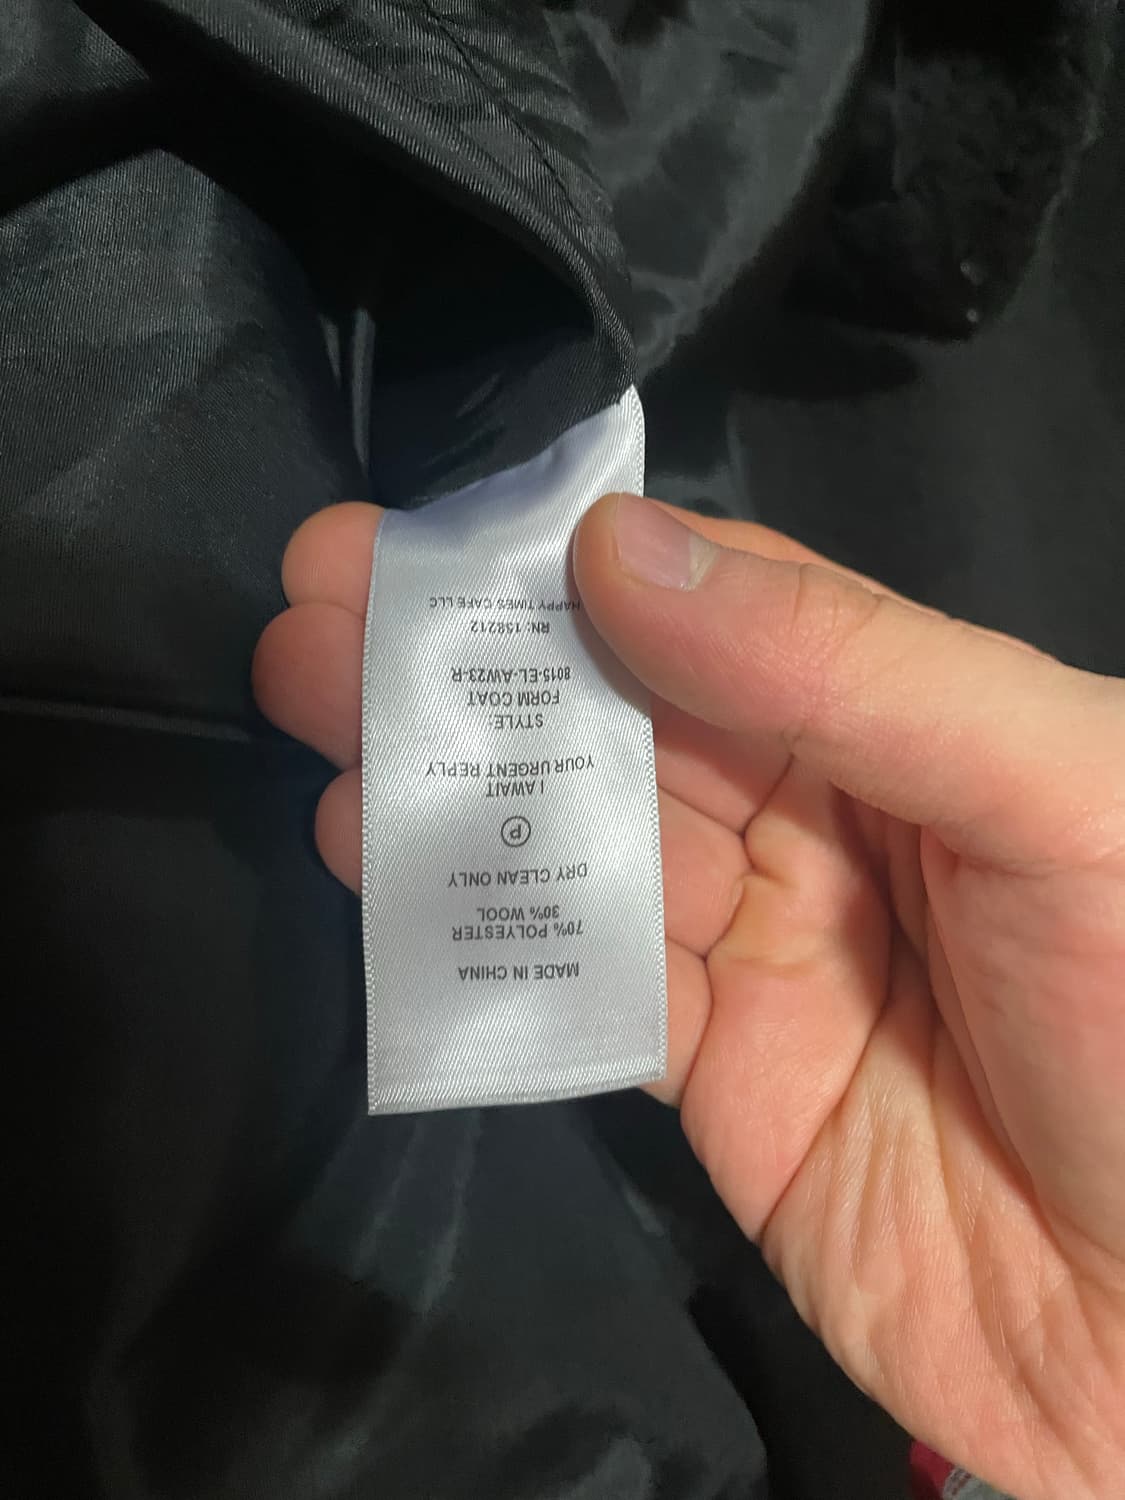 MADE IN CHINA
70% POLYESTER
30% WOOL
DRY CLEAN ONLY
P
I AWAIT
YOUR URGENT REPLY
STYLE:
FORM COAT
8015-EL-AW23-R
RN: 158212
HAPPY TIMES CAFE LLC